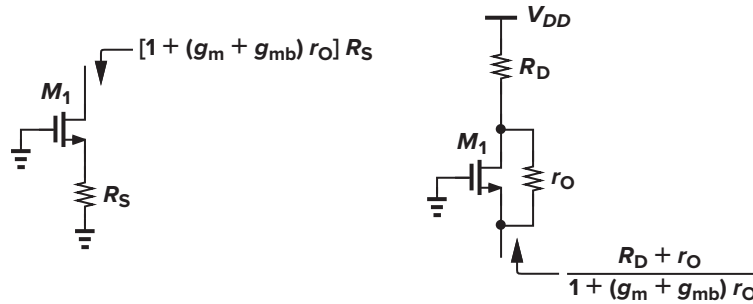 [1 + (gm + gmb) rO] RS
M1
RS
VDD
RD
M1
rO
RD + rO
1 + (gm + gmb) rO